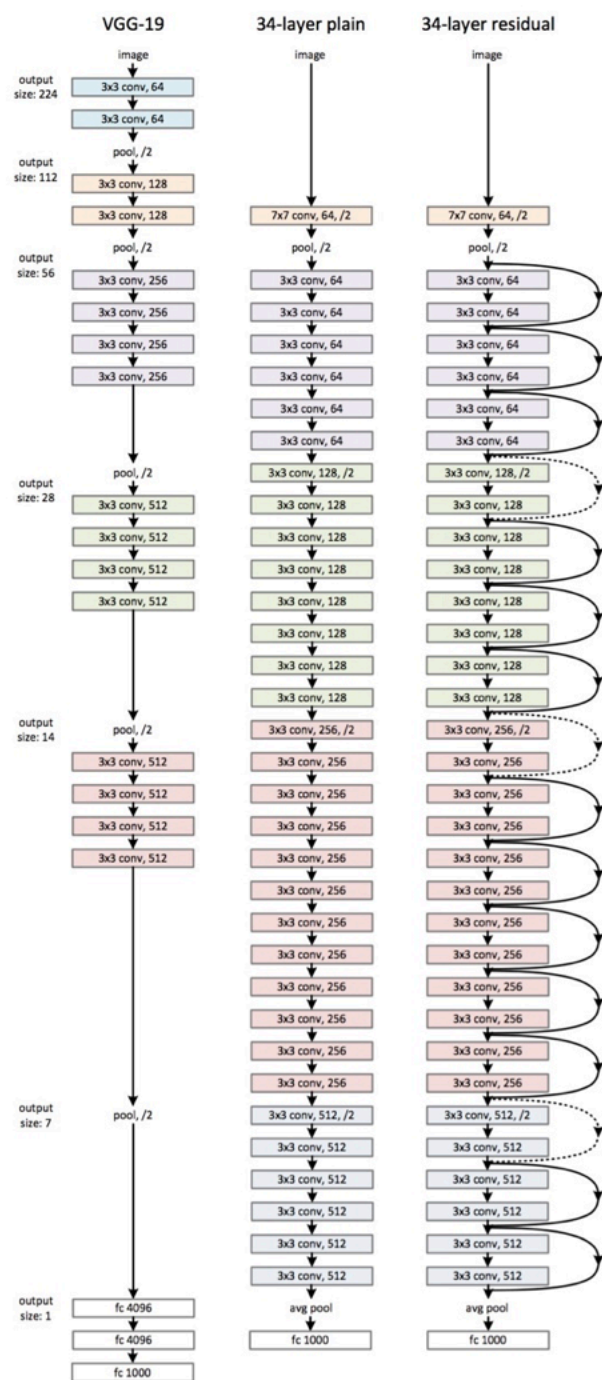 VGG-19
image
output
size: 224
3x3 conv, 64
3x3 conv, 64
output
size: 112
pool, /2
3x3 conv, 128
3x3 conv, 128
output
size: 56
pool, /2
3x3 conv, 256
3x3 conv, 256
3x3 conv, 256
3x3 conv, 256
output
size: 28
pool, /2
3x3 conv, 512
3x3 conv, 512
3x3 conv, 512
3x3 conv, 512
output
size: 14
pool, /2
3x3 conv, 512
3x3 conv, 512
3x3 conv, 512
3x3 conv, 512
output
size: 7
pool, /2
output
size: 1
fc 4096
fc 4096
fc 1000
34-layer plain
image
7x7 conv, 64, /2
pool, /2
3x3 conv, 64
3x3 conv, 64
3x3 conv, 64
3x3 conv, 64
3x3 conv, 64
3x3 conv, 64
3x3 conv, 128, /2
3x3 conv, 128
3x3 conv, 128
3x3 conv, 128
3x3 conv, 128
3x3 conv, 128
3x3 conv, 128
3x3 conv, 128
3x3 conv, 256, /2
3x3 conv, 256
3x3 conv, 256
3x3 conv, 256
3x3 conv, 256
3x3 conv, 256
3x3 conv, 256
3x3 conv, 256
3x3 conv, 256
3x3 conv, 256
3x3 conv, 256
3x3 conv, 256
3x3 conv, 512, /2
3x3 conv, 512
3x3 conv, 512
3x3 conv, 512
3x3 conv, 512
3x3 conv, 512
avg pool
fc 1000
34-layer residual
image
7x7 conv, 64, /2
pool, /2
3x3 conv, 64
3x3 conv, 64
3x3 conv, 64
3x3 conv, 64
3x3 conv, 64
3x3 conv, 64
3x3 conv, 128, /2
3x3 conv, 128
3x3 conv, 128
3x3 conv, 128
3x3 conv, 128
3x3 conv, 128
3x3 conv, 128
3x3 conv, 128
3x3 conv, 256, /2
3x3 conv, 256
3x3 conv, 256
3x3 conv, 256
3x3 conv, 256
3x3 conv, 256
3x3 conv, 256
3x3 conv, 256
3x3 conv, 256
3x3 conv, 256
3x3 conv, 256
3x3 conv, 256
3x3 conv, 512, /2
3x3 conv, 512
3x3 conv, 512
3x3 conv, 512
3x3 conv, 512
3x3 conv, 512
avg pool
fc 1000